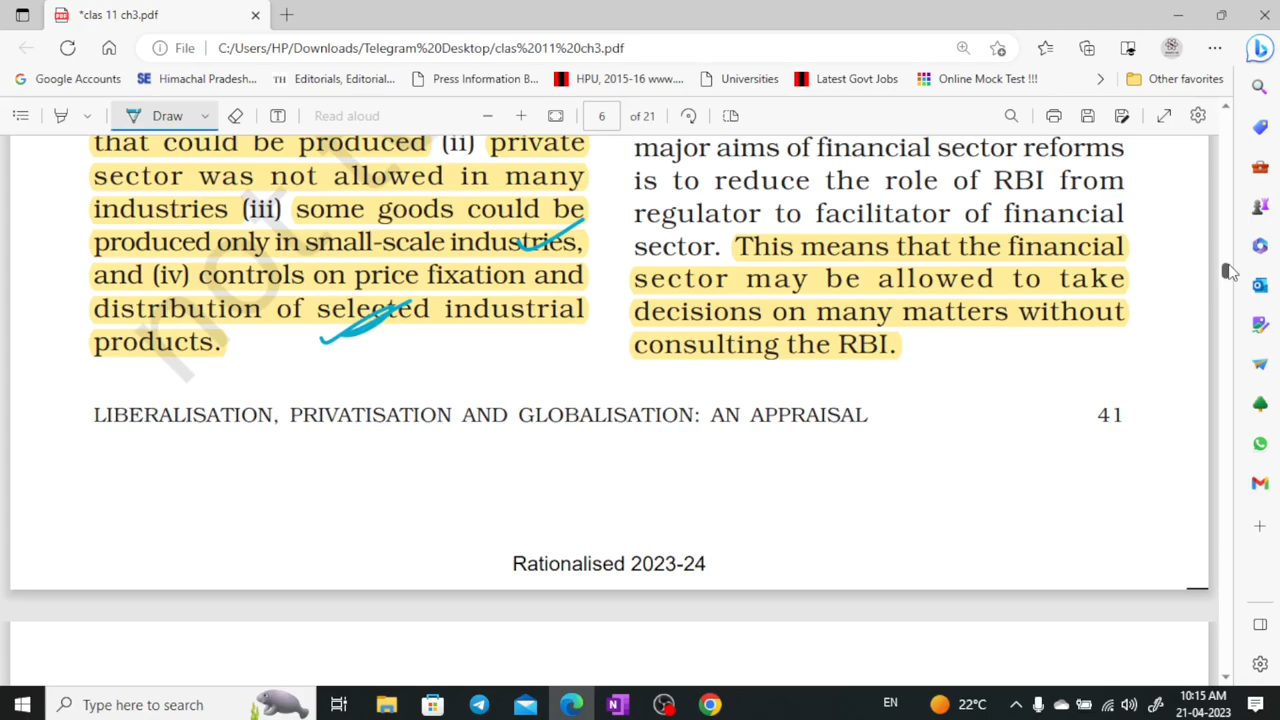 *clas 11 ch3.pdf
File
C:/Users/HP/Downloads/Telegram%20Desktop/clas%2011%20ch3.pdf
Google Accounts
SE Himachal Pradesh...
TH Editorials, Editorial...
Press Information B...
HPU, 2015-16 www....
Universities
Latest Govt Jobs
Online Mock Test !!!
Other favorites
Draw
Read aloud
6 of 21
that could be produced (ii) private
sector was not allowed in many
industries (iii) some goods could be
produced only in small-scale industries,
and (iv) controls on price fixation and
distribution of selected industrial
products.
major aims of financial sector reforms
is to reduce the role of RBI from
regulator to facilitator of financial
sector. This means that the financial
sector may be allowed to take
decisions on many matters without
consulting the RBI.
LIBERALISATION, PRIVATISATION AND GLOBALISATION: AN APPRAISAL 41
Rationalised 2023-24
Type here to search
EN
22°C
10:15 AM
21-04-2023